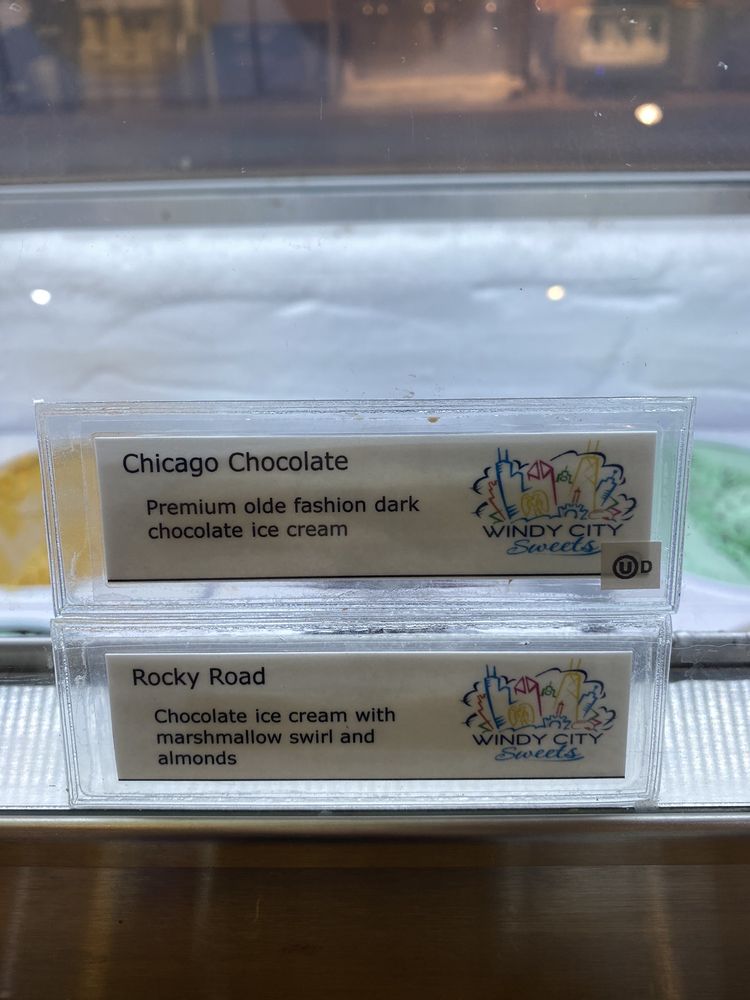 Chicago Chocolate
Premium olde fashion dark
chocolate ice cream
WINDY CITY
Sweets
U D
Rocky Road
Chocolate ice cream with
marshmallow swirl and
almonds
WINDY CITY
Sweets